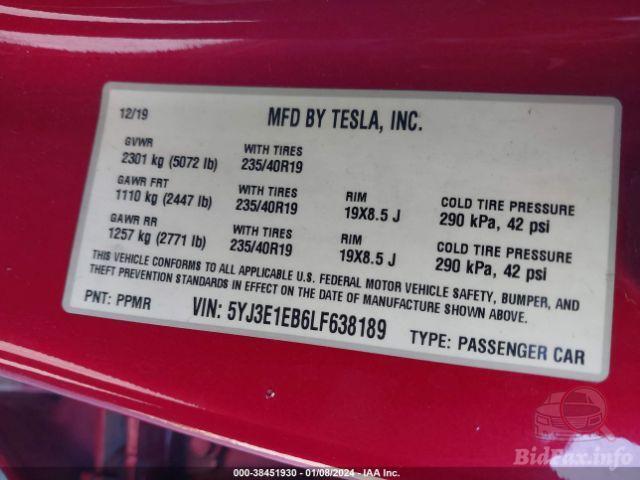 12/19 MFD BY TESLA, INC.
GVWR WITH TIRES
2301 kg (5072 lb) 235/40R19
GAWR FRT WITH TIRES RIM COLD TIRE PRESSURE
1110 kg (2447 lb) 235/40R19 19X8.5 J 290 kPa, 42 psi
GAWR RR WITH TIRES RIM COLD TIRE PRESSURE
1257 kg (2771 lb) 235/40R19 19X8.5 J 290 kPa, 42 psi
THIS VEHICLE CONFORMS TO ALL APPLICABLE U.S. FEDERAL MOTOR VEHICLE SAFETY, BUMPER, AND
THEFT PREVENTION STANDARDS IN EFFECT ON THE DATE OF MANUFACTURE SHOWN ABOVE.
PNT: PPMR VIN: 5YJ3E1EB6LF638189 TYPE: PASSENGER CAR
BidFax.info
000-38451930 - 01/08/2024 - IAA Inc.